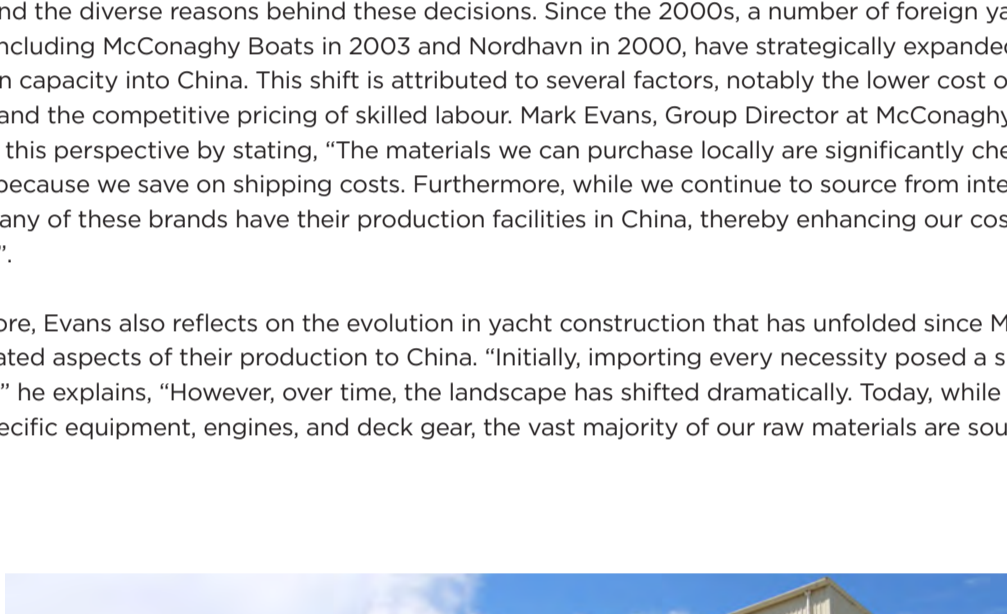 nd the diverse reasons behind these decisions. Since the 2000s, a number of foreign ya
ncluding McConaghy Boats in 2003 and Nordhavn in 2000, have strategically expanded
n capacity into China. This shift is attributed to several factors, notably the lower cost o
and the competitive pricing of skilled labour. Mark Evans, Group Director at McConaghy
this perspective by stating, “The materials we can purchase locally are significantly che
because we save on shipping costs. Furthermore, while we continue to source from inte
any of these brands have their production facilities in China, thereby enhancing our cos
”.
ore, Evans also reflects on the evolution in yacht construction that has unfolded since M
ated aspects of their production to China. “Initially, importing every necessity posed a s
” he explains, “However, over time, the landscape has shifted dramatically. Today, while
ecific equipment, engines, and deck gear, the vast majority of our raw materials are sou